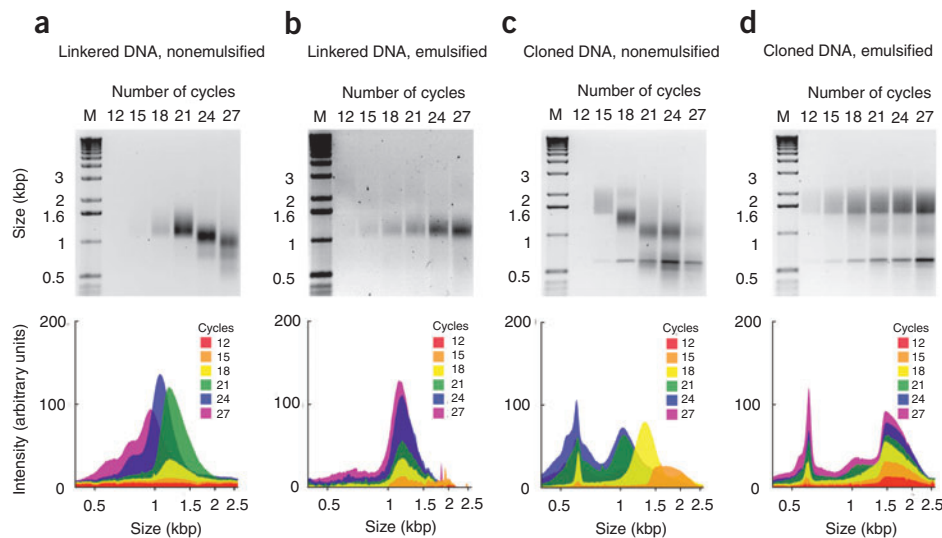 a
Linkered DNA, nonemulsified
Number of cycles
M 12 15 18 21 24 27
Size (kbp)
3
2
1.6
1
0.5
b
Linkered DNA, emulsified
Number of cycles
M 12 15 18 21 24 27
3
2
1.6
1
0.5
c
Cloned DNA, nonemulsified
Number of cycles
M 12 15 18 21 24 27
3
2
1.6
1
0.5
d
Cloned DNA, emulsified
Number of cycles
M 12 15 18 21 24 27
3
2
1.6
1
0.5
Intensity (arbitrary units)
200
100
0
Cycles
12
15
18
21
24
27
0.5 1 1.5 2 2.5
Size (kbp)
200
100
0
Cycles
12
15
18
21
24
27
0.5 1 1.5 2 2.5
Size (kbp)
200
100
0
Cycles
12
15
18
21
24
27
0.5 1 1.5 2 2.5
Size (kbp)
200
100
0
Cycles
12
15
18
21
24
27
0.5 1 1.5 2 2.5
Size (kbp)